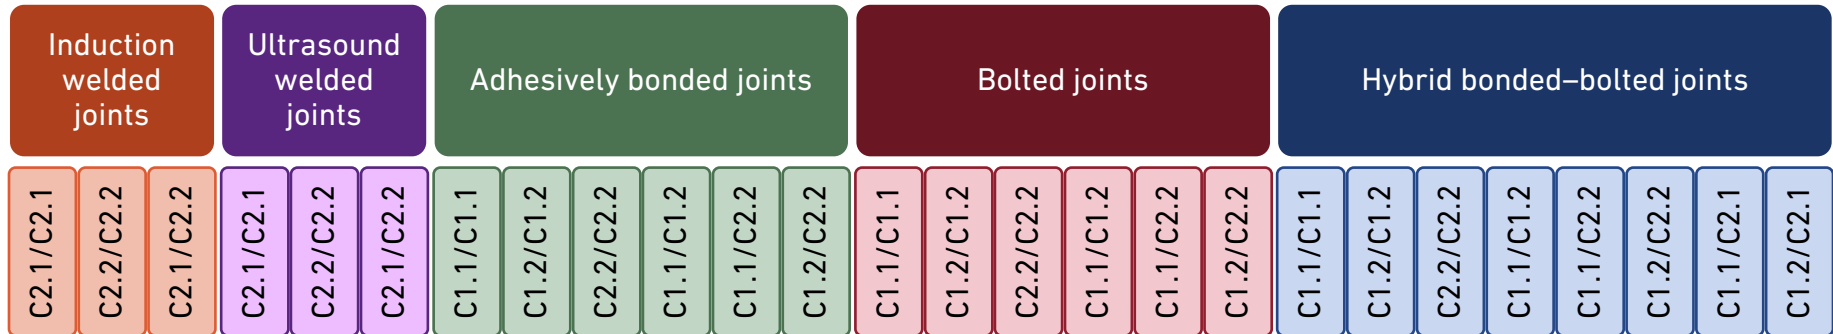 Induction
welded
joints
Ultrasound
welded
joints
Adhesively bonded joints
Bolted joints
Hybrid bonded–bolted joints
C2.1/C2.1
C2.2/C2.2
C2.1/C2.2
C2.1/C2.1
C2.2/C2.2
C2.1/C2.2
C1.1/C1.1
C1.2/C1.2
C2.2/C2.2
C1.1/C1.2
C1.1/C2.2
C1.2/C2.2
C1.1/C1.1
C1.2/C1.2
C2.2/C2.2
C1.1/C1.2
C1.1/C2.2
C1.2/C2.2
C1.1/C1.1
C1.2/C1.2
C2.2/C2.2
C1.1/C1.2
C1.1/C2.2
C1.2/C2.2
C1.1/C2.1
C1.2/C2.1